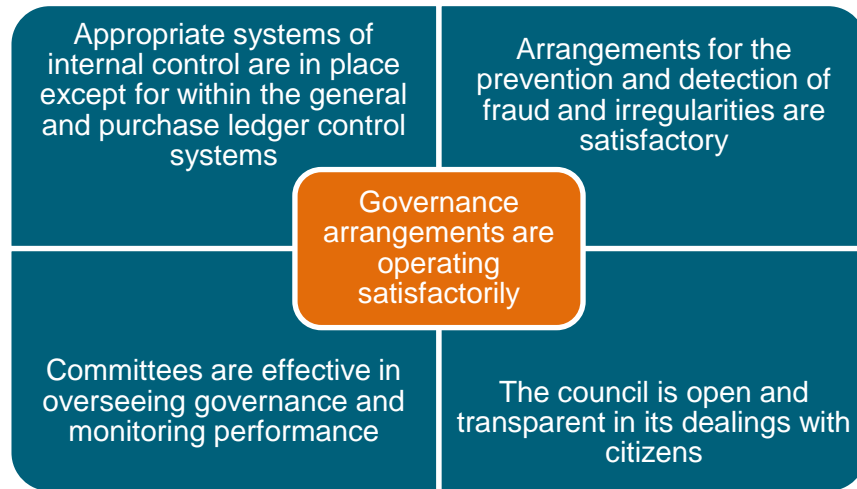 Appropriate systems of
internal control are in place
except for within the general
and purchase ledger control
systems
Arrangements for the
prevention and detection of
fraud and irregularities are
satisfactory
Governance
arrangements are
operating
satisfactorily
Committees are effective in
overseeing governance and
monitoring performance
The council is open and
transparent in its dealings with
citizens